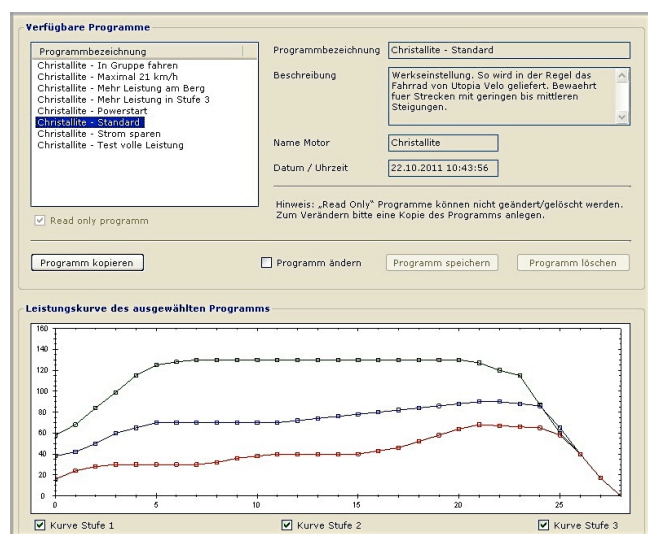 Verfügbare Programme
Programmbezeichnung
Christallite - In Gruppe fahren
Christallite - Maximal 21 km/h
Christallite - Mehr Leistung am Berg
Christallite - Mehr Leistung in Stufe 3
Christallite - Powerstart
Christallite - Standard
Christallite - Strom sparen
Christallite - Test volle Leistung
Read only programm
Programmbezeichnung Christallite - Standard
Beschreibung Werkseinstellung. So wird in der Regel das
Fahrrad von Utopia Velo geliefert. Bewaehrt
fuer Strecken mit geringen bis mittleren
Steigungen.
Name Motor Christallite
Datum / Uhrzeit 22.10.2011 10:43:56
Hinweis: „Read Only“ Programme können nicht geändert/gelöscht werden.
Zum Verändern bitte eine Kopie des Programms anlegen.
Programm kopieren Programm ändern Programm speichern Programm löschen
Leistungskurve des ausgewählten Programms
160
140
120
100
80
60
40
20
0
0 5 10 15 20 25
Kurve Stufe 1 Kurve Stufe 2 Kurve Stufe 3